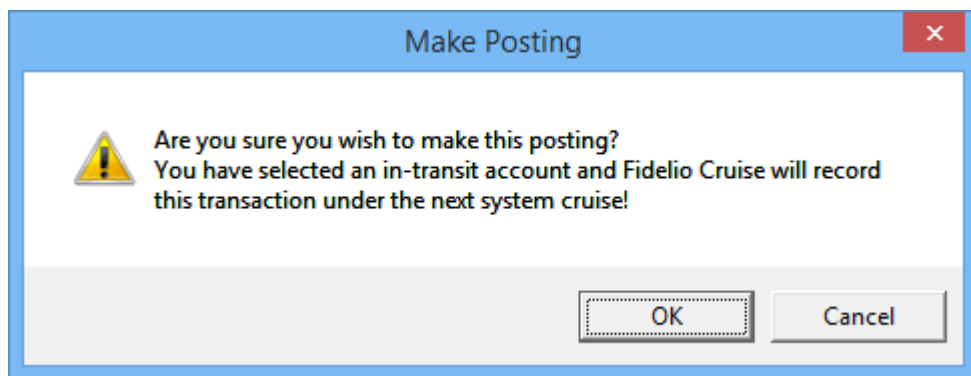 Make Posting
Are you sure you wish to make this posting?
You have selected an in-transit account and Fidelio Cruise will record
this transaction under the next system cruise!
OK
Cancel